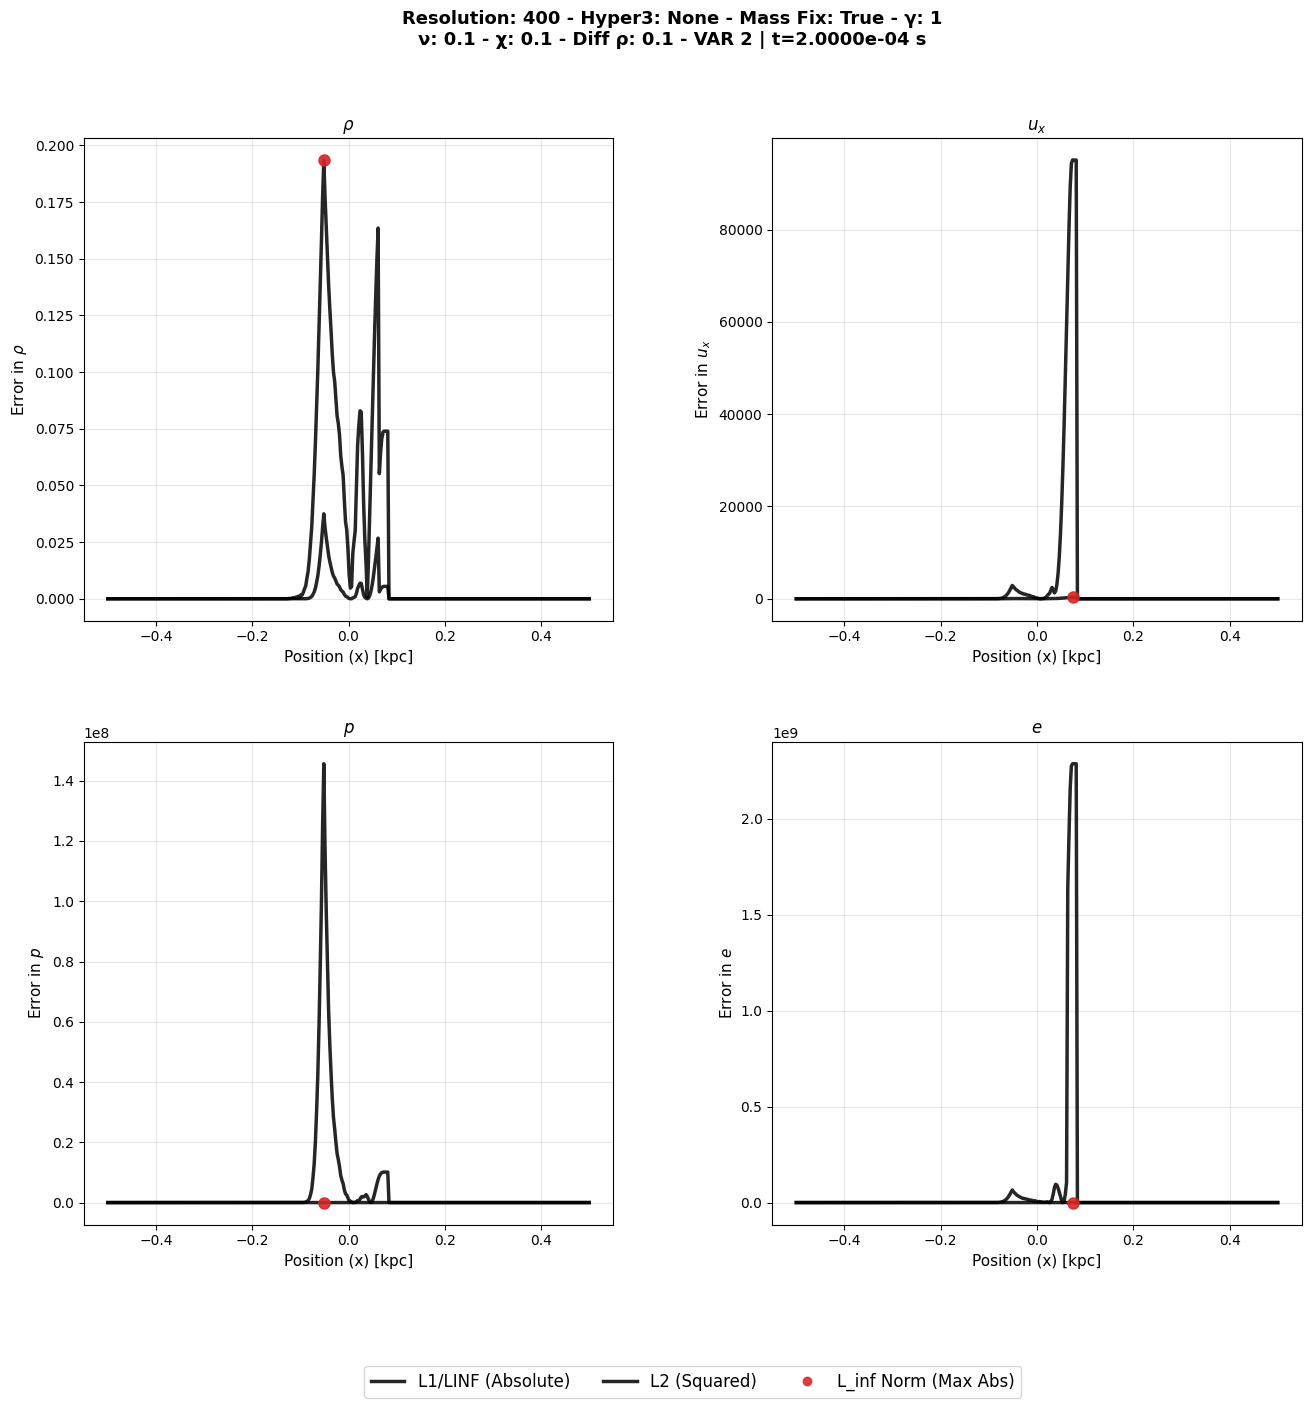 Resolution: 400 - Hyper3: None - Mass Fix: True - γ: 1
ν: 0.1 - χ: 0.1 - Diff ρ: 0.1 - VAR 2 | t=2.0000e-04 s
ρ
0.200
0.175
0.150
0.125
0.100
0.075
0.050
0.025
0.000
Error in ρ
−0.4 −0.2 0.0 0.2 0.4
Position (x) [kpc]
uₓ
80000
60000
40000
20000
0
Error in uₓ
−0.4 −0.2 0.0 0.2 0.4
Position (x) [kpc]
p
1e8
1.4
1.2
1.0
0.8
0.6
0.4
0.2
0.0
Error in p
−0.4 −0.2 0.0 0.2 0.4
Position (x) [kpc]
e
1e9
2.0
1.5
1.0
0.5
0.0
Error in e
−0.4 −0.2 0.0 0.2 0.4
Position (x) [kpc]
L1/LINF (Absolute) L2 (Squared) L_inf Norm (Max Abs)